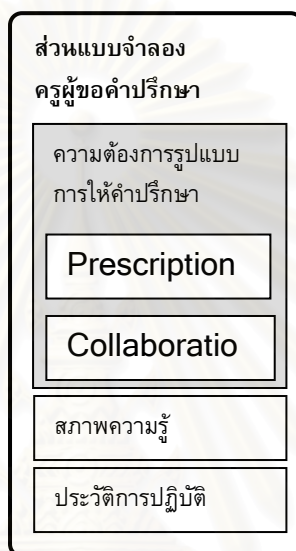 ส่วนแบบจำลอง
ครูผู้ขอคำปรึกษา
ความต้องการรูปแบบ
การให้คำปรึกษา
Prescription
Collaboratio
สภาพความรู้
ประวัติการปฏิบัติ